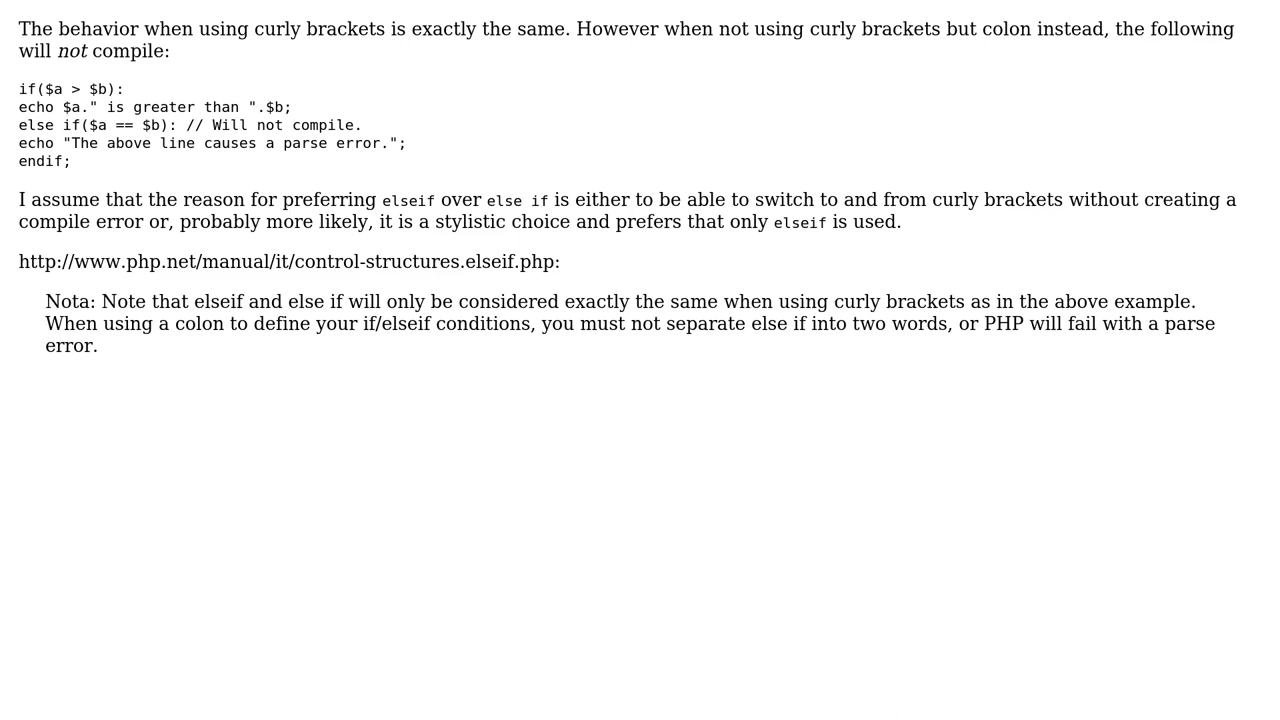 The behavior when using curly brackets is exactly the same. However when not using curly brackets but colon instead, the following
will not compile:
if($a > $b):
echo $a." is greater than ".$b;
else if($a == $b): // Will not compile.
echo "The above line causes a parse error.";
endif;
I assume that the reason for preferring elseif over else if is either to be able to switch to and from curly brackets without creating a
compile error or, probably more likely, it is a stylistic choice and prefers that only elseif is used.
http://www.php.net/manual/it/control-structures.elseif.php:
Nota: Note that elseif and else if will only be considered exactly the same when using curly brackets as in the above example.
When using a colon to define your if/elseif conditions, you must not separate else if into two words, or PHP will fail with a parse
error.